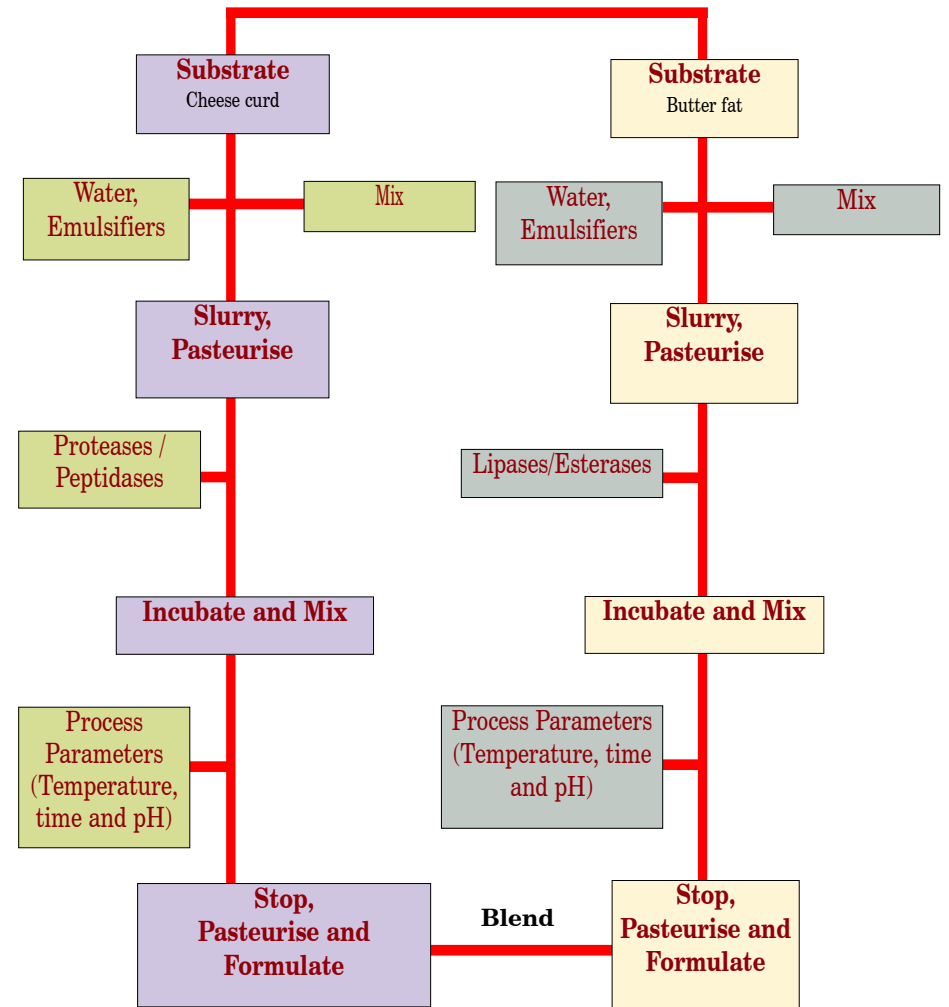 Substrate
Cheese curd
Substrate
Butter fat
Water,
Emulsifiers
Mix
Water,
Emulsifiers
Mix
Slurry,
Pasteurise
Slurry,
Pasteurise
Proteases /
Peptidases
Lipases/Esterases
Incubate and Mix
Incubate and Mix
Process
Parameters
(Temperature,
time and pH)
Process Parameters
(Temperature, time
and pH)
Stop,
Pasteurise and
Formulate
Blend
Stop,
Pasteurise and
Formulate